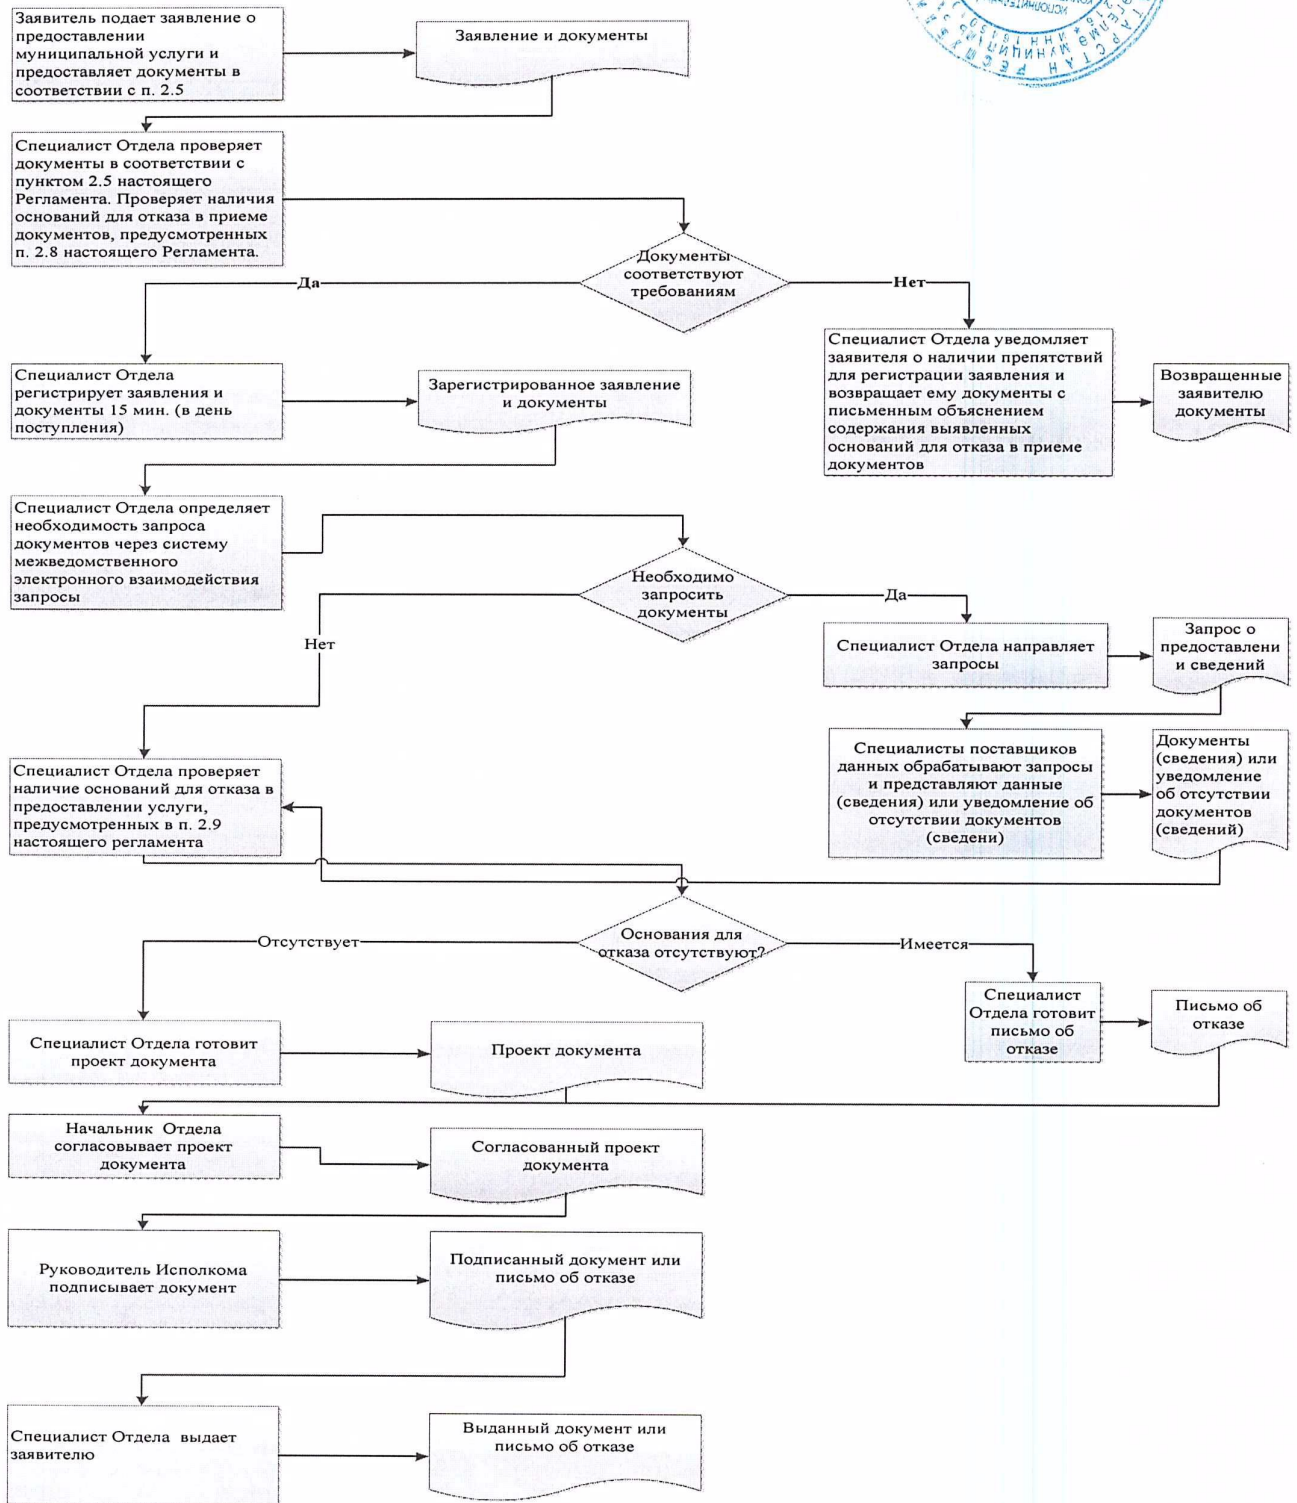 Заявитель подает заявление о
предоставлении
муниципальной услуги и
предоставляет документы в
соответствии с п. 2.5
Заявление и документы
Специалист Отдела проверяет
документы в соответствии с
пунктом 2.5 настоящего
Регламента. Проверяет наличия
оснований для отказа в приеме
документов, предусмотренных
п. 2.8 настоящего Регламента.
Документы
соответствуют
требованиям
Да
Нет
Специалист Отдела
регистрирует заявления и
документы 15 мин. (в день
поступления)
Зарегистрированное заявление
и документы
Специалист Отдела уведомляет
заявителя о наличии препятствий
для регистрации заявления и
возвращает ему документы с
письменным объяснением
содержания выявленных
оснований для отказа в приеме
документов
Возвращенные
заявителю
документы
Специалист Отдела определяет
необходимость запроса
документов через систему
межведомственного
электронного взаимодействия
запросы
Необходимо
запросить
документы
Нет
Да
Специалист Отдела направляет
запросы
Запрос о
предоставлени
и сведений
Специалисты поставщиков
данных обрабатывают запросы
и представляют данные
(сведения) или уведомление об
отсутствии документов
(сведени)
Документы
(сведения) или
уведомление
об отсутствии
документов
(сведений)
Специалист Отдела проверяет
наличие оснований для отказа в
предоставлении услуги,
предусмотренных в п. 2.9
настоящего регламента
Основания для
отказа отсутствуют?
Отсутствует
Имеется
Специалист
Отдела готовит
письмо об
отказе
Письмо об
отказе
Специалист Отдела готовит
проект документа
Проект документа
Начальник Отдела
согласовывает проект
документа
Согласованный проект
документа
Руководитель Исполкома
подписывает документ
Подписанный документ или
письмо об отказе
Специалист Отдела выдает
заявителю
Выданный документ или
письмо об отказе